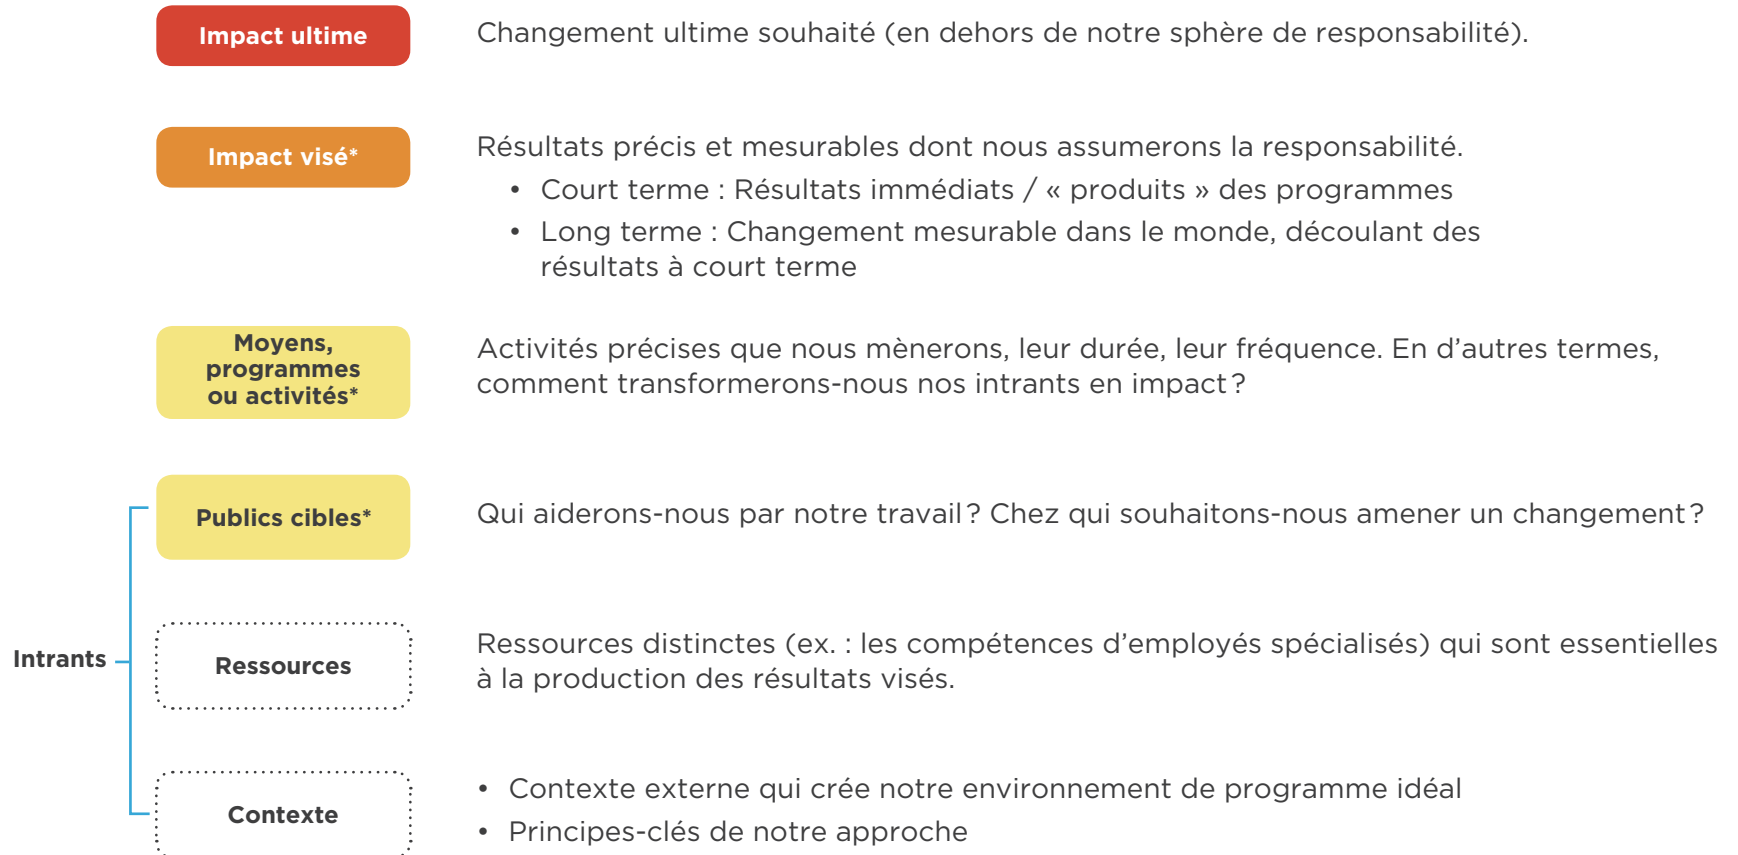 Impact ultime
Changement ultime souhaité (en dehors de notre sphère de responsabilité).
Impact visé*
Résultats précis et mesurables dont nous assumerons la responsabilité.
• Court terme : Résultats immédiats / « produits » des programmes
• Long terme : Changement mesurable dans le monde, découlant des
résultats à court terme
Moyens,
programmes
ou activités*
Activités précises que nous mènerons, leur durée, leur fréquence. En d’autres termes,
comment transformerons-nous nos intrants en impact ?
Publics cibles*
Qui aiderons-nous par notre travail ? Chez qui souhaitons-nous amener un changement ?
Intrants
Ressources
Ressources distinctes (ex. : les compétences d’employés spécialisés) qui sont essentielles
à la production des résultats visés.
Contexte
• Contexte externe qui crée notre environnement de programme idéal
• Principes-clés de notre approche